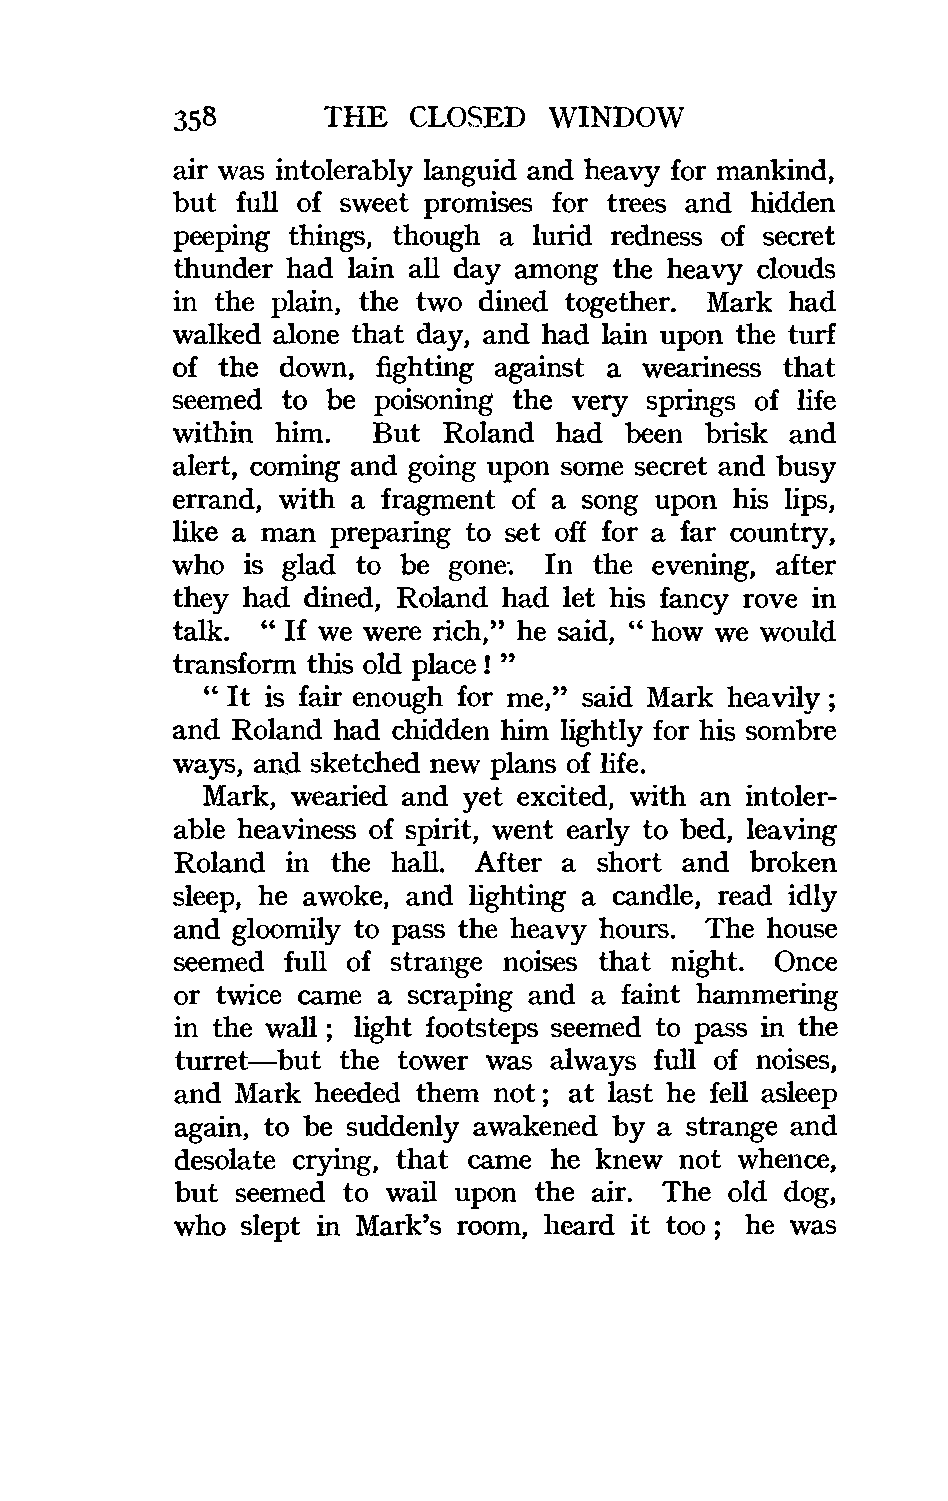 358 THE CLOSED WINDOW
air was intolerably languid and heavy for mankind,
but full of sweet promises for trees and hidden
peeping things, though a lurid redness of secret
thunder had lain all day among the heavy clouds
in the plain, the two dined together. Mark had
walked alone that day, and had lain upon the turf
of the down, fighting against a weariness that
seemed to be poisoning the very springs of life
within him. But Roland had been brisk and
alert, coming and going upon some secret and busy
errand, with a fragment of a song upon his lips,
like a man preparing to set off for a far country,
who is glad to be gone. In the evening, after
they had dined, Roland had let his fancy rove in
talk. “ If we were rich,” he said, “ how we would
transform this old place ! ”
“ It is fair enough for me,” said Mark heavily ;
and Roland had chidden him lightly for his sombre
ways, and sketched new plans of life.
Mark, wearied and yet excited, with an intoler-
able heaviness of spirit, went early to bed, leaving
Roland in the hall. After a short and broken
sleep, he awoke, and lighting a candle, read idly
and gloomily to pass the heavy hours. The house
seemed full of strange noises that night. Once
or twice came a scraping and a faint hammering
in the wall ; light footsteps seemed to pass in the
turret—but the tower was always full of noises,
and Mark heeded them not ; at last he fell asleep
again, to be suddenly awakened by a strange and
desolate crying, that came he knew not whence,
but seemed to wail upon the air. The old dog,
who slept in Mark’s room, heard it too ; he was